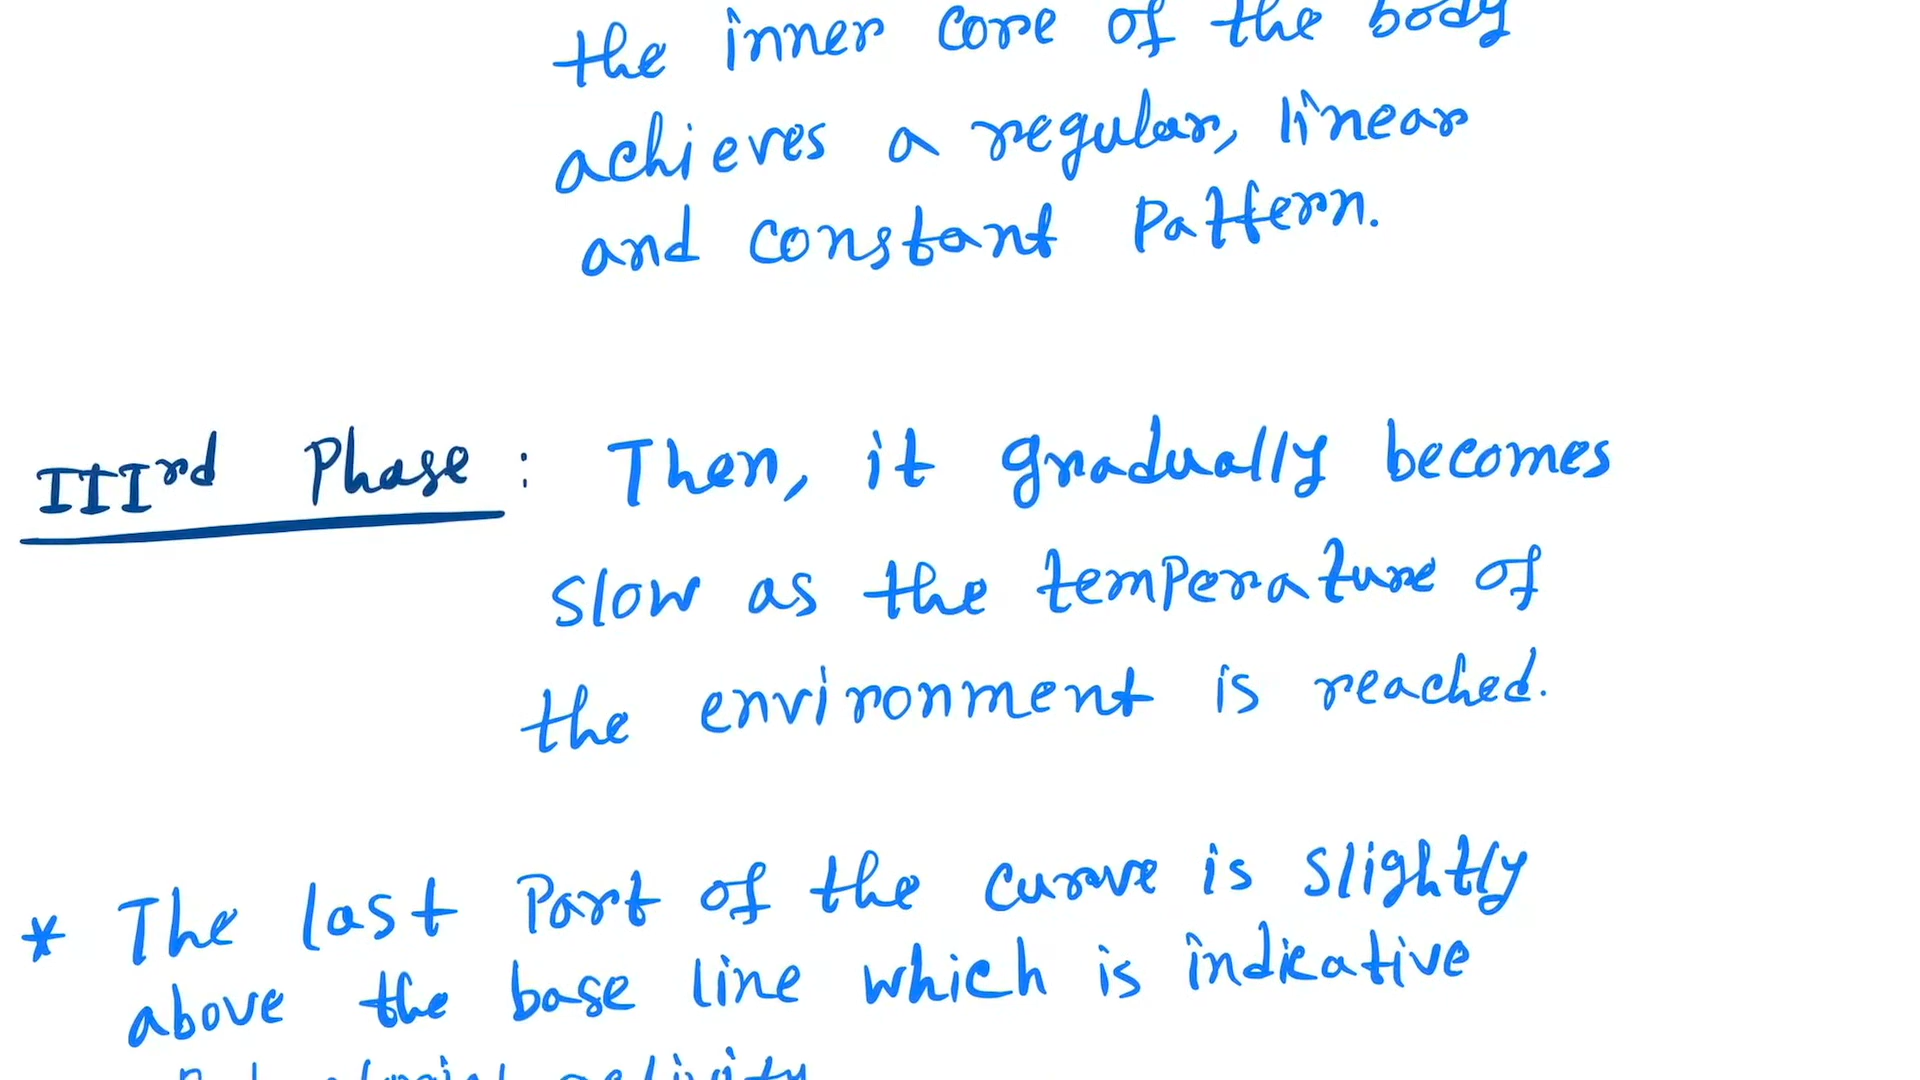 the inner core of the body
achieves a regular, linear
and constant Pattern.
IIIrd Phase : Then, it gradually becomes
slow as the temperature of
the environment is reached.
* The last Part of the curve is slightly
above the base line which is indicative
activity